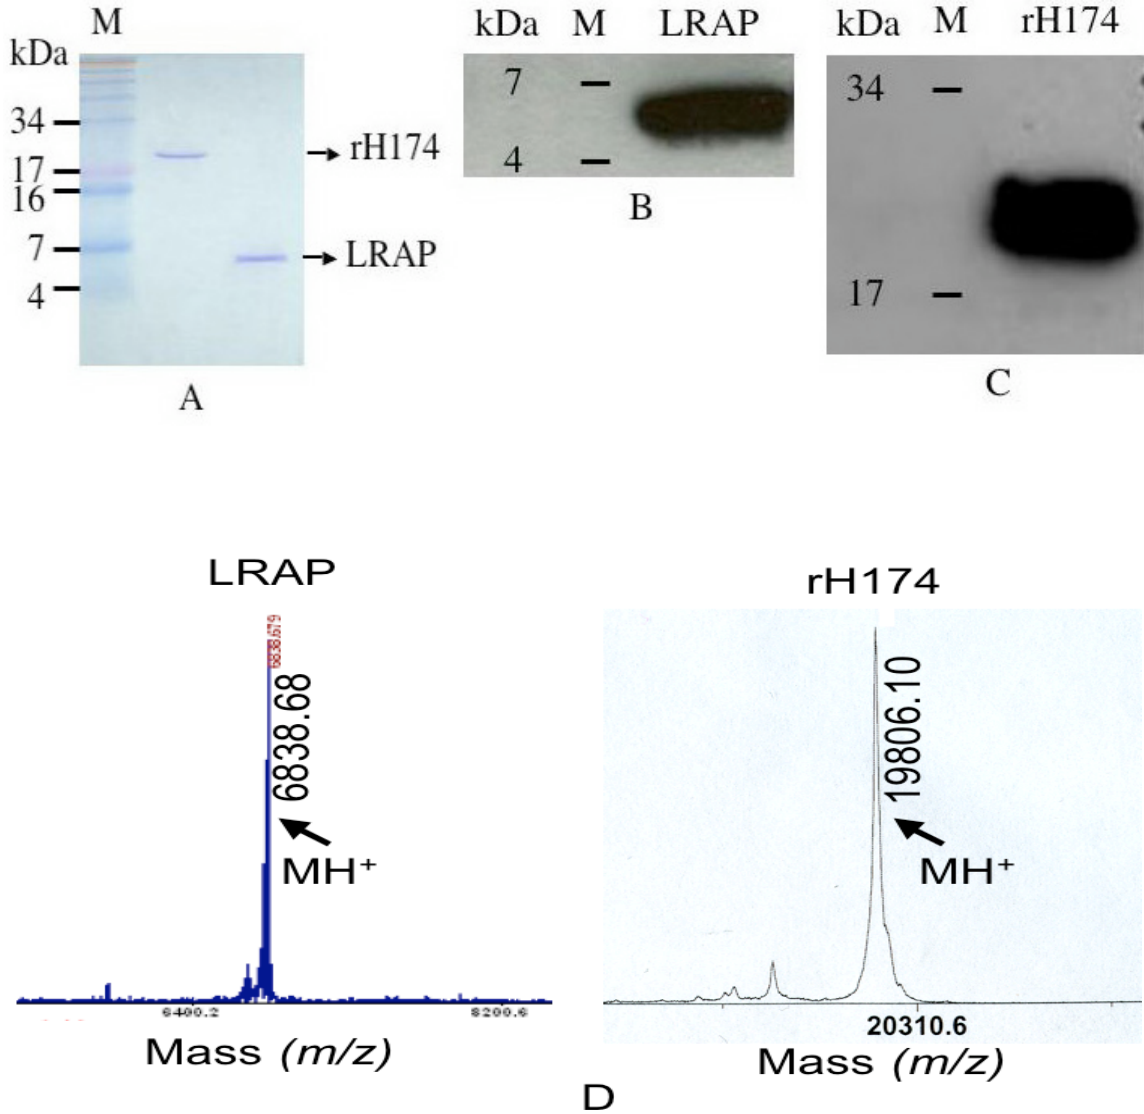 M
kDa
34
17
16
7
4
rH174
LRAP
A
kDa M LRAP
7
4
B
kDa M rH174
34
17
C
LRAP
6838.679
6838.68
MH+
6400.2 8200.6
Mass (m/z)
rH174
19806.10
MH+
20310.6
Mass (m/z)
D